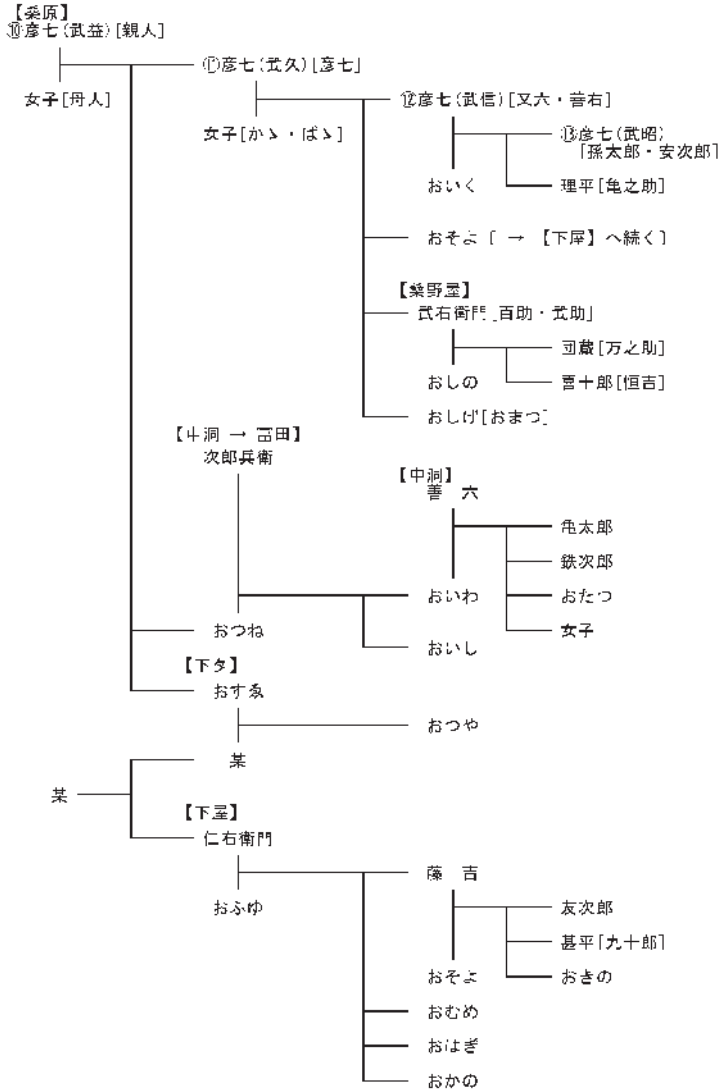 【桑原】
⑩彦七(武益)[親人]
女子[母人]
⑪彦七(武久)[彦七]
女子[かゝ・ばゝ]
⑫彦七(武信)[又六・善右]
おいく
⑬彦七(武昭)
[孫太郎・安次郎]
理平[亀之助]
おそよ[ → 【下屋】へ続く]
【桑野屋】
武右衛門[百助・武助]
おしの
団蔵[万之助]
喜十郎[恒吉]
おしげ[おまつ]
【中洞 → 冨田】
次郎兵衛
おつね
【中洞】
善 六
おいわ
亀太郎
鉄次郎
おたつ
女子
おいし
【下タ】
おすゑ
某
おつや
某
【下屋】
仁右衛門
おふゆ
藤 吉
おそよ
友次郎
甚平[九十郎]
おきの
おむめ
おはぎ
おかの